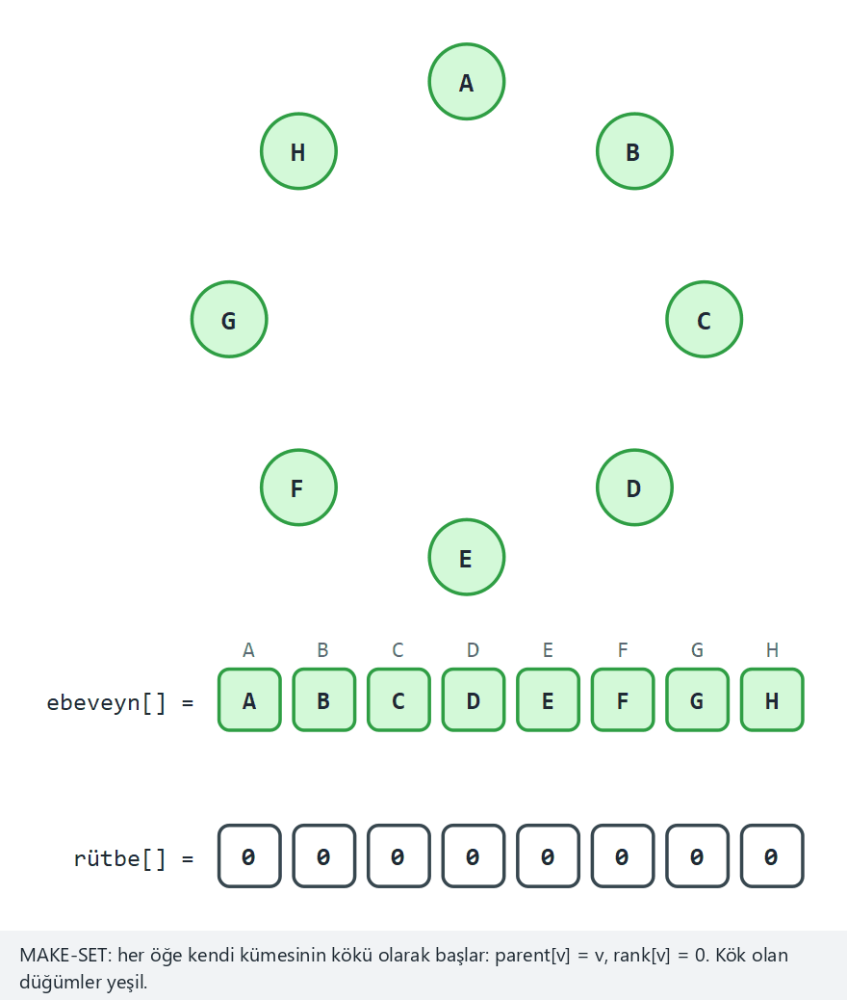 A
H
B
G
C
F
D
E
A B C D E F G H
ebeveyn[] = A B C D E F G H
rütbe[] = 0 0 0 0 0 0 0 0
MAKE-SET: her öğe kendi kümesinin kökü olarak başlar: parent[v] = v, rank[v] = 0. Kök olan
düğümler yeşil.